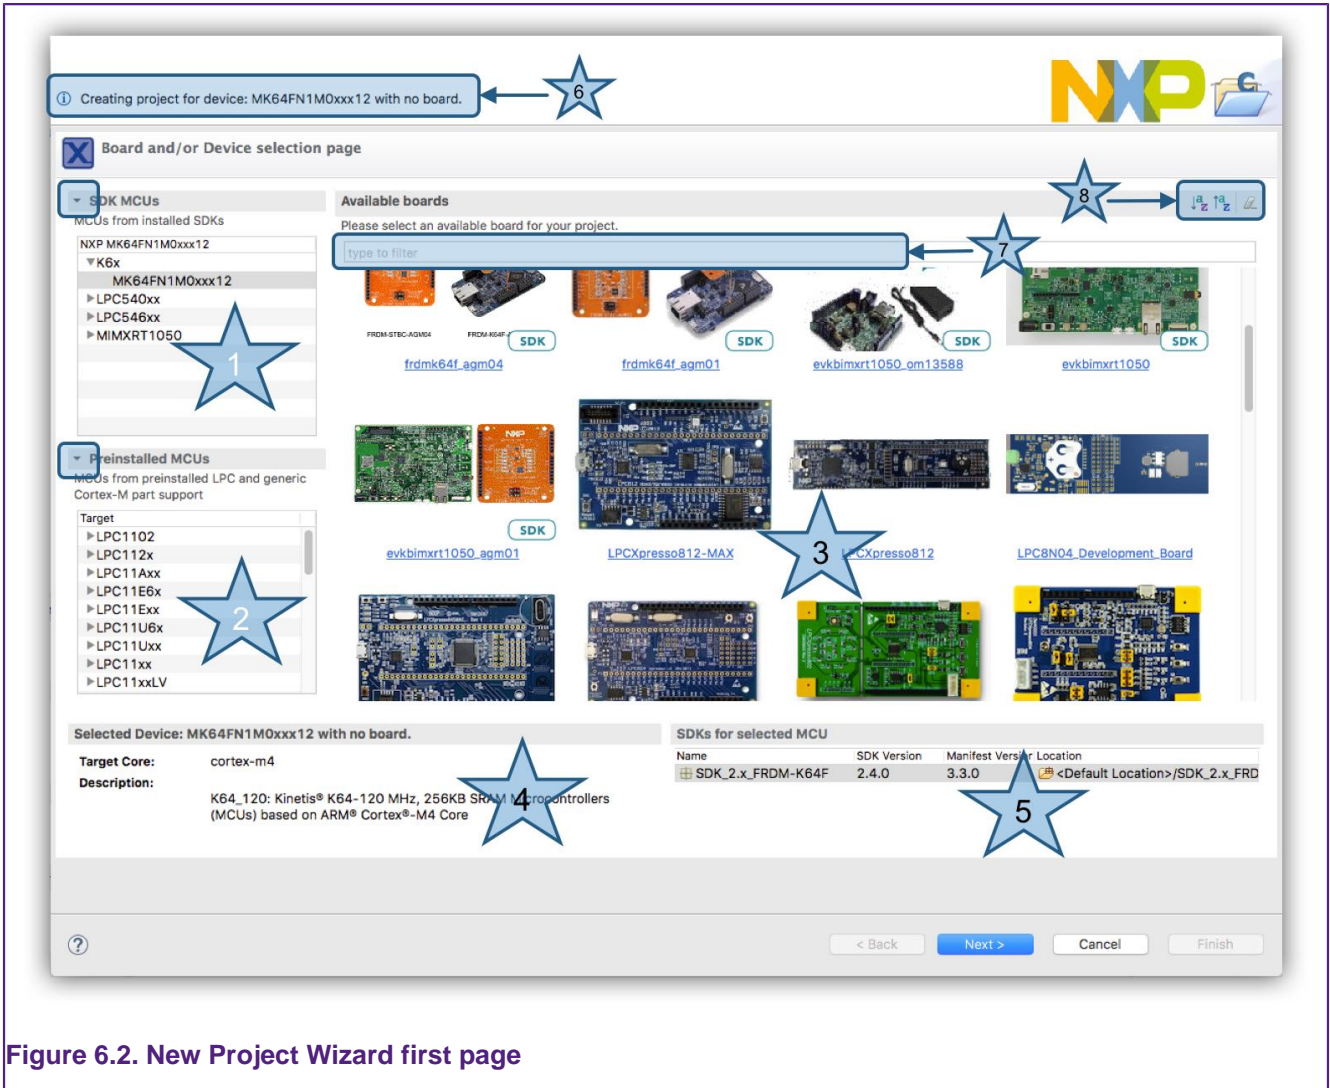 6
NXP
C
Creating project for device: MK64FN1M0xxx12 with no board.
Board and/or Device selection page
SDK MCUs
MCUs from installed SDKs
NXP MK64FN1M0xxx12
K6x
MK64FN1M0xxx12
LPC540xx
LPC546xx
MIMXRT1050
1
Preinstalled MCUs
MCUs from preinstalled LPC and generic
Cortex-M part support
Target
LPC1102
LPC112x
LPC11Axx
LPC11E6x
LPC11Exx
LPC11U6x
LPC11Uxx
LPC11xx
LPC11xxLV
2
Available boards
8
Please select an available board for your project.
type to filter
7
FRDM-STBC-AGM04
SDK
SDK
SDK
SDK
frdmk64f_agm04
frdmk64f_agm01
evkbimxrt1050_om13588
evkbimxrt1050
NXP
SDK
3
evkbimxrt1050_agm01
LPCXpresso812-MAX
LPCXpresso812
LPC8N04_Development_Board
Selected Device: MK64FN1M0xxx12 with no board.
Target Core: cortex-m4
Description:
K64_120: Kinetis® K64-120 MHz, 256KB SRAM Microcontrollers
(MCUs) based on ARM® Cortex®-M4 Core
4
SDKs for selected MCU
Name SDK Version Manifest Version Location
SDK_2.x_FRDM-K64F 2.4.0 3.3.0 <Default Location>/SDK_2.x_FRD
5
< Back Next > Cancel Finish
Figure 6.2. New Project Wizard first page